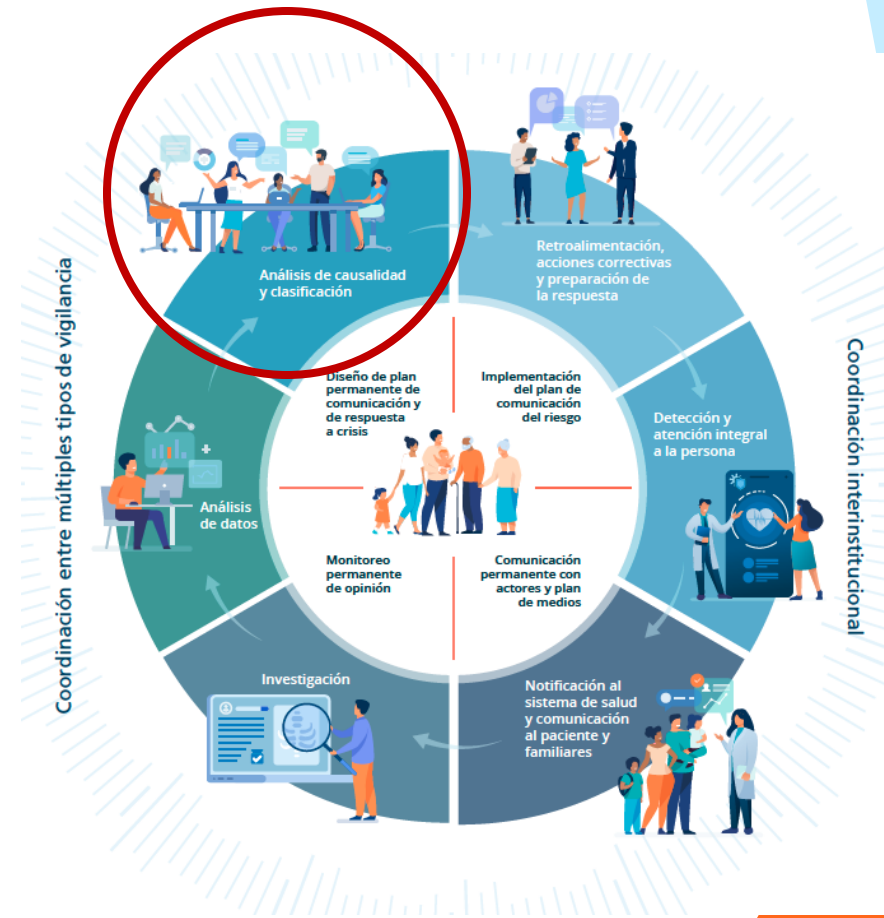 Análisis de causalidad
y clasificación
Retroalimentación,
acciones correctivas
y preparación de
la respuesta
Detección y
atención integral
a la persona
Notificación al
sistema de salud
y comunicación
al paciente y
familiares
Investigación
Análisis
de datos
Diseño de plan
permanente de
comunicación y
de respuesta
a crisis
Implementación
del plan de
comunicación
del riesgo
Monitoreo
permanente
de opinión
Comunicación
permanente con
actores y plan
de medios
Coordinación entre múltiples tipos de vigilancia
Coordinación interinstitucional